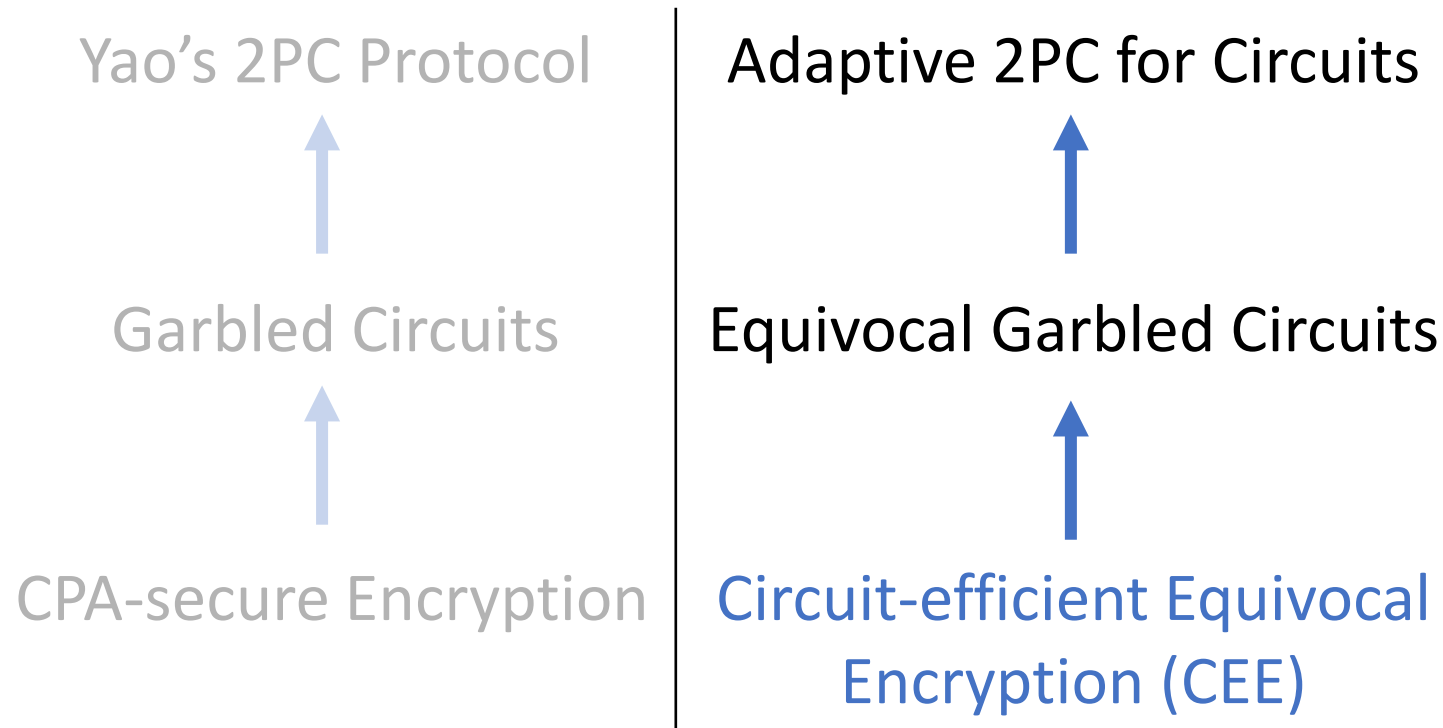 Yao’s 2PC Protocol
Garbled Circuits
CPA-secure Encryption
Adaptive 2PC for Circuits
Equivocal Garbled Circuits
Circuit-efficient Equivocal
Encryption (CEE)